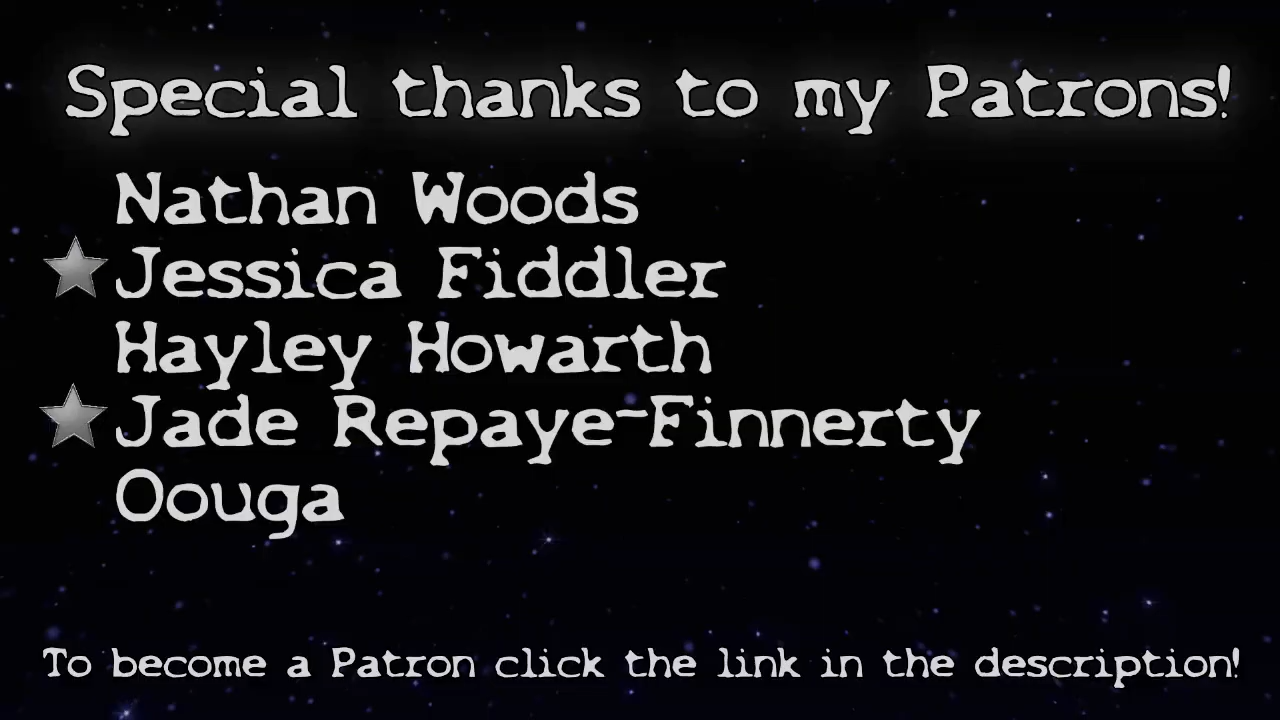 Special thanks to my Patrons!
Nathan Woods
Jessica Fiddler
Hayley Howarth
Jade Repaye-Finnerty
Oouga
To become a Patron click the link in the description!